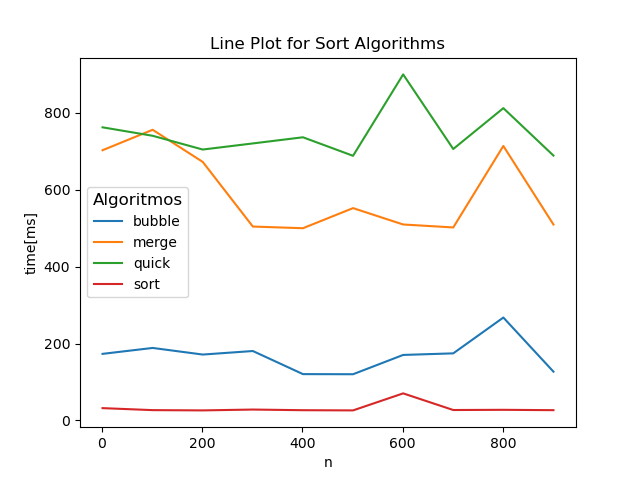 Line Plot for Sort Algorithms
800
600
400
200
0
time[ms]
Algoritmos
bubble
merge
quick
sort
0 200 400 600 800
n